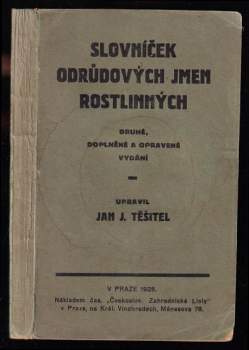 SLOVNÍČEK
ODRŮDOVÝCH JMEN
ROSTLINNÝCH
DRUHÉ,
DOPLNĚNÉ A OPRAVENÉ
VYDÁNÍ
UPRAVIL
JAN J. TĚŠITEL
V PRAZE 1928.
Nákladem čas. „Českoslov. Zahradnické Listy“
v Praze, na Král. Vinohradech, Mánesova 78.